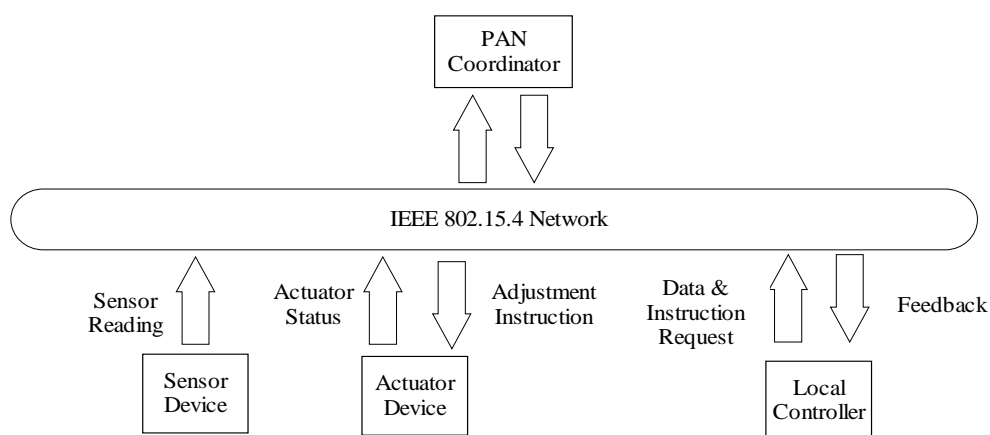 PAN
Coordinator
IEEE 802.15.4 Network
Sensor
Reading
Actuator
Status
Adjustment
Instruction
Data &
Instruction
Request
Feedback
Sensor
Device
Actuator
Device
Local
Controller